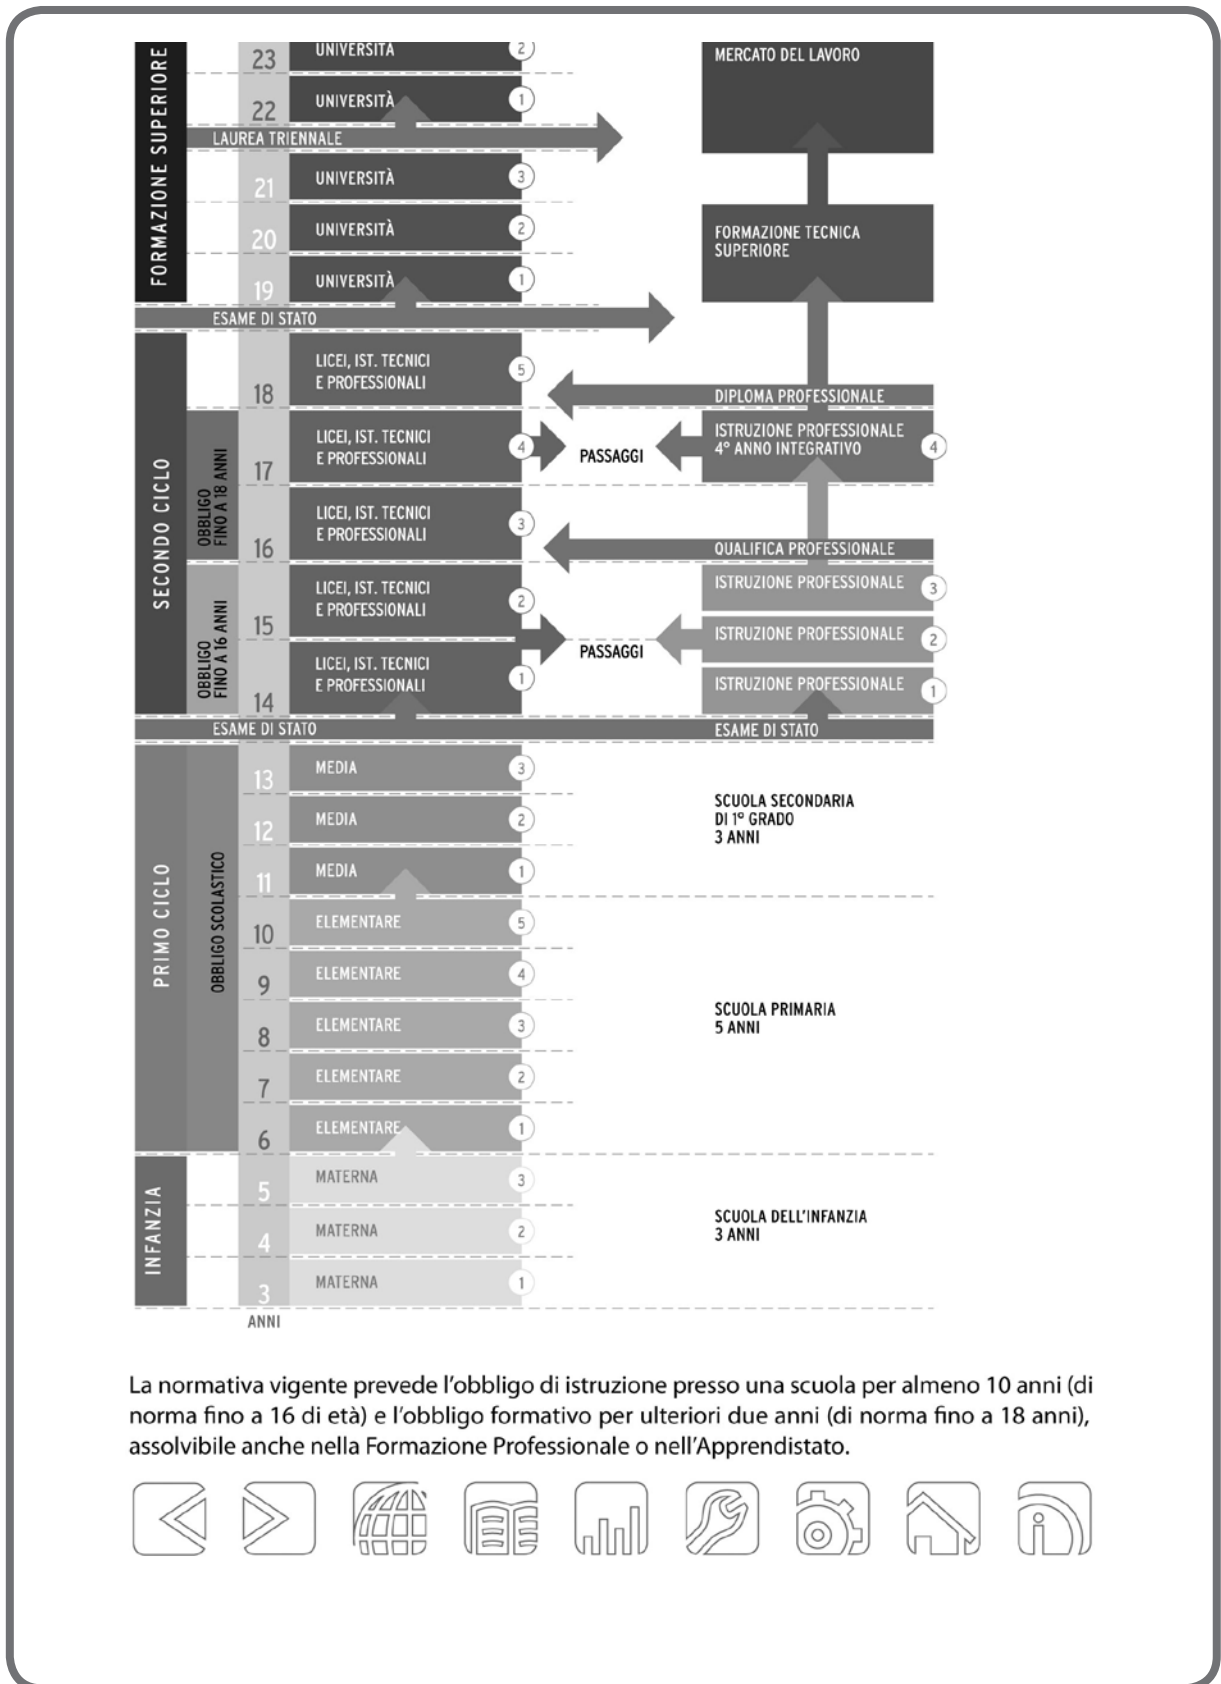 FORMAZIONE SUPERIORE
23
UNIVERSITÀ
2
MERCATO DEL LAVORO
22
UNIVERSITÀ
1
LAUREA TRIENNALE
21
UNIVERSITÀ
3
20
UNIVERSITÀ
2
FORMAZIONE TECNICA
SUPERIORE
19
UNIVERSITÀ
1
ESAME DI STATO
SECONDO CICLO
18
LICEI, IST. TECNICI
E PROFESSIONALI
5
DIPLOMA PROFESSIONALE
OBBLIGO
FINO A 18 ANNI
17
LICEI, IST. TECNICI
E PROFESSIONALI
4
PASSAGGI
ISTRUZIONE PROFESSIONALE
4° ANNO INTEGRATIVO
4
16
LICEI, IST. TECNICI
E PROFESSIONALI
3
QUALIFICA PROFESSIONALE
OBBLIGO
FINO A 16 ANNI
15
LICEI, IST. TECNICI
E PROFESSIONALI
2
ISTRUZIONE PROFESSIONALE
3
PASSAGGI
ISTRUZIONE PROFESSIONALE
2
14
LICEI, IST. TECNICI
E PROFESSIONALI
1
ISTRUZIONE PROFESSIONALE
1
ESAME DI STATO
ESAME DI STATO
PRIMO CICLO
OBBLIGO SCOLASTICO
13
MEDIA
3
12
MEDIA
2
11
MEDIA
1
SCUOLA SECONDARIA
DI 1° GRADO
3 ANNI
10
ELEMENTARE
5
9
ELEMENTARE
4
8
ELEMENTARE
3
7
ELEMENTARE
2
6
ELEMENTARE
1
SCUOLA PRIMARIA
5 ANNI
INFANZIA
5
MATERNA
3
4
MATERNA
2
3
MATERNA
1
SCUOLA DELL'INFANZIA
3 ANNI
ANNI
La normativa vigente prevede l'obbligo di istruzione presso una scuola per almeno 10 anni (di
norma fino a 16 di età) e l'obbligo formativo per ulteriori due anni (di norma fino a 18 anni),
assolvibile anche nella Formazione Professionale o nell'Apprendistato.
i